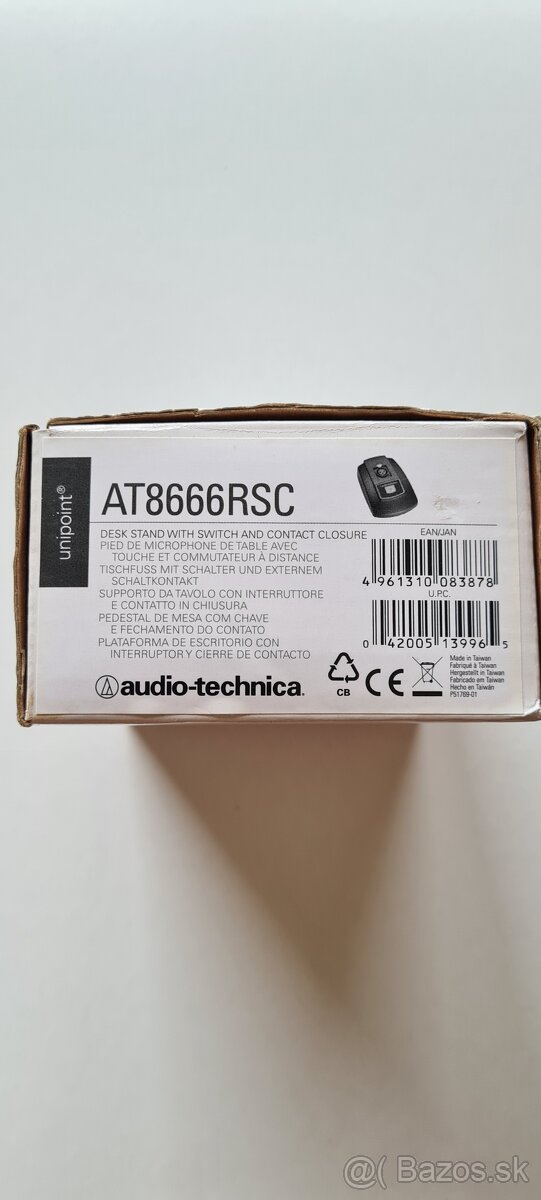 unipoint®
AT8666RSC
DESK STAND WITH SWITCH AND CONTACT CLOSURE
PIED DE MICROPHONE DE TABLE AVEC
TOUCHE ET COMMUTATEUR À DISTANCE
TISCHFUSS MIT SCHALTER UND EXTERNEM
SCHALTKONTAKT
SUPPORTO DA TAVOLO CON INTERRUTTORE
E CONTATTO IN CHIUSURA
PEDESTAL DE MESA COM CHAVE
E FECHAMENTO DO CONTATO
PLATAFORMA DE ESCRITORIO CON
INTERRUPTOR Y CIERRE DE CONTACTO
audio-technica.
EAN/JAN
4 961310 083878
U.P.C.
0 42005 13996 5
CB
CE
Made in Taiwan
Fabriqué à Taiwan
Hergestellt in Taiwan
Fabricado em Taiwan
Hecho en Taiwán
P51769-01
@( Bazos.sk